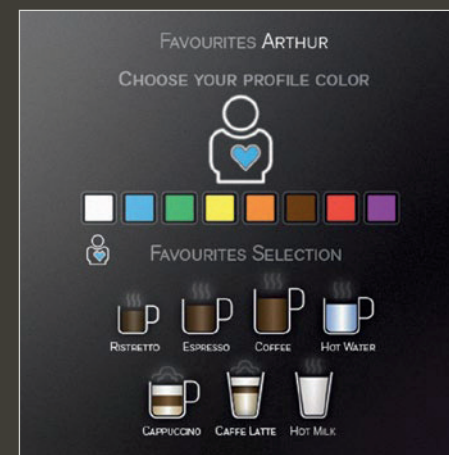 FAVOURITES ARTHUR
CHOOSE YOUR PROFILE COLOR
FAVOURITES SELECTION
RISTRETTO ESPRESSO COFFEE HOT WATER
CAPPUCCINO CAFFE LATTE HOT MILK